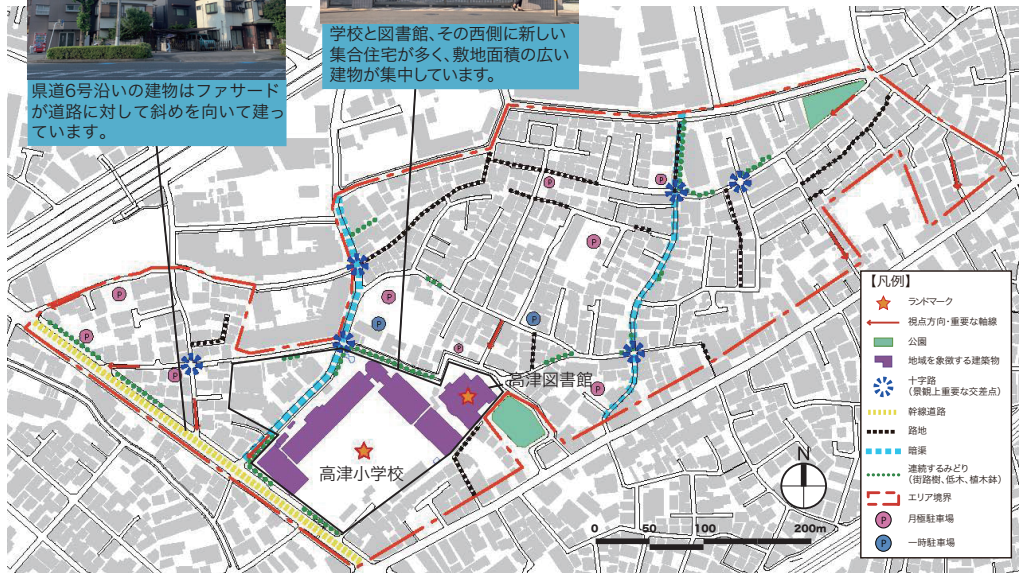 県道6号沿いの建物はファサード
が道路に対して斜めを向いて建っ
ています。
学校と図書館、その西側に新しい
集合住宅が多く、敷地面積の広い
建物が集中しています。
P
P
P
P
P
P
P
P
P
P
高津図書館
高津小学校
N
0 50 100 200m
【凡例】
ランドマーク
視点方向・重要な軸線
公園
地域を象徴する建築物
十字路
(景観上重要な交差点)
幹線道路
路地
暗渠
連続するみどり
(街路樹、低木、植木鉢)
エリア境界
P 月極駐車場
P 一時駐車場